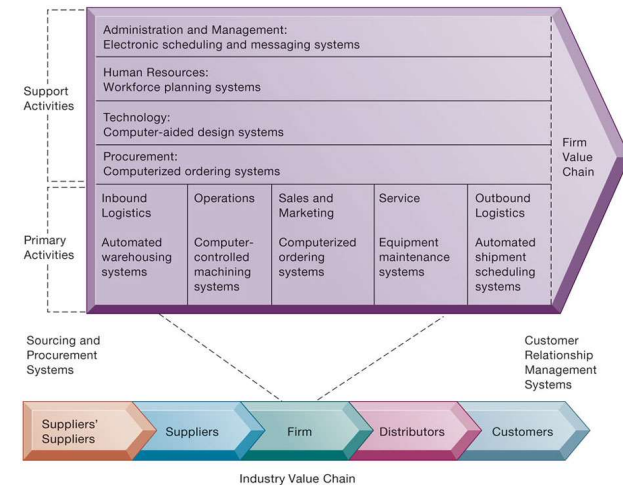 Support
Activities
Administration and Management:
Electronic scheduling and messaging systems
Human Resources:
Workforce planning systems
Technology:
Computer-aided design systems
Procurement:
Computerized ordering systems
Firm
Value
Chain
Primary
Activities
Inbound
Logistics
Automated
warehousing
systems
Operations
Computer-
controlled
machining
systems
Sales and
Marketing
Computerized
ordering
systems
Service
Equipment
maintenance
systems
Outbound
Logistics
Automated
shipment
scheduling
systems
Sourcing and
Procurement
Systems
Customer
Relationship
Management
Systems
Suppliers'
Suppliers
Suppliers
Firm
Distributors
Customers
Industry Value Chain